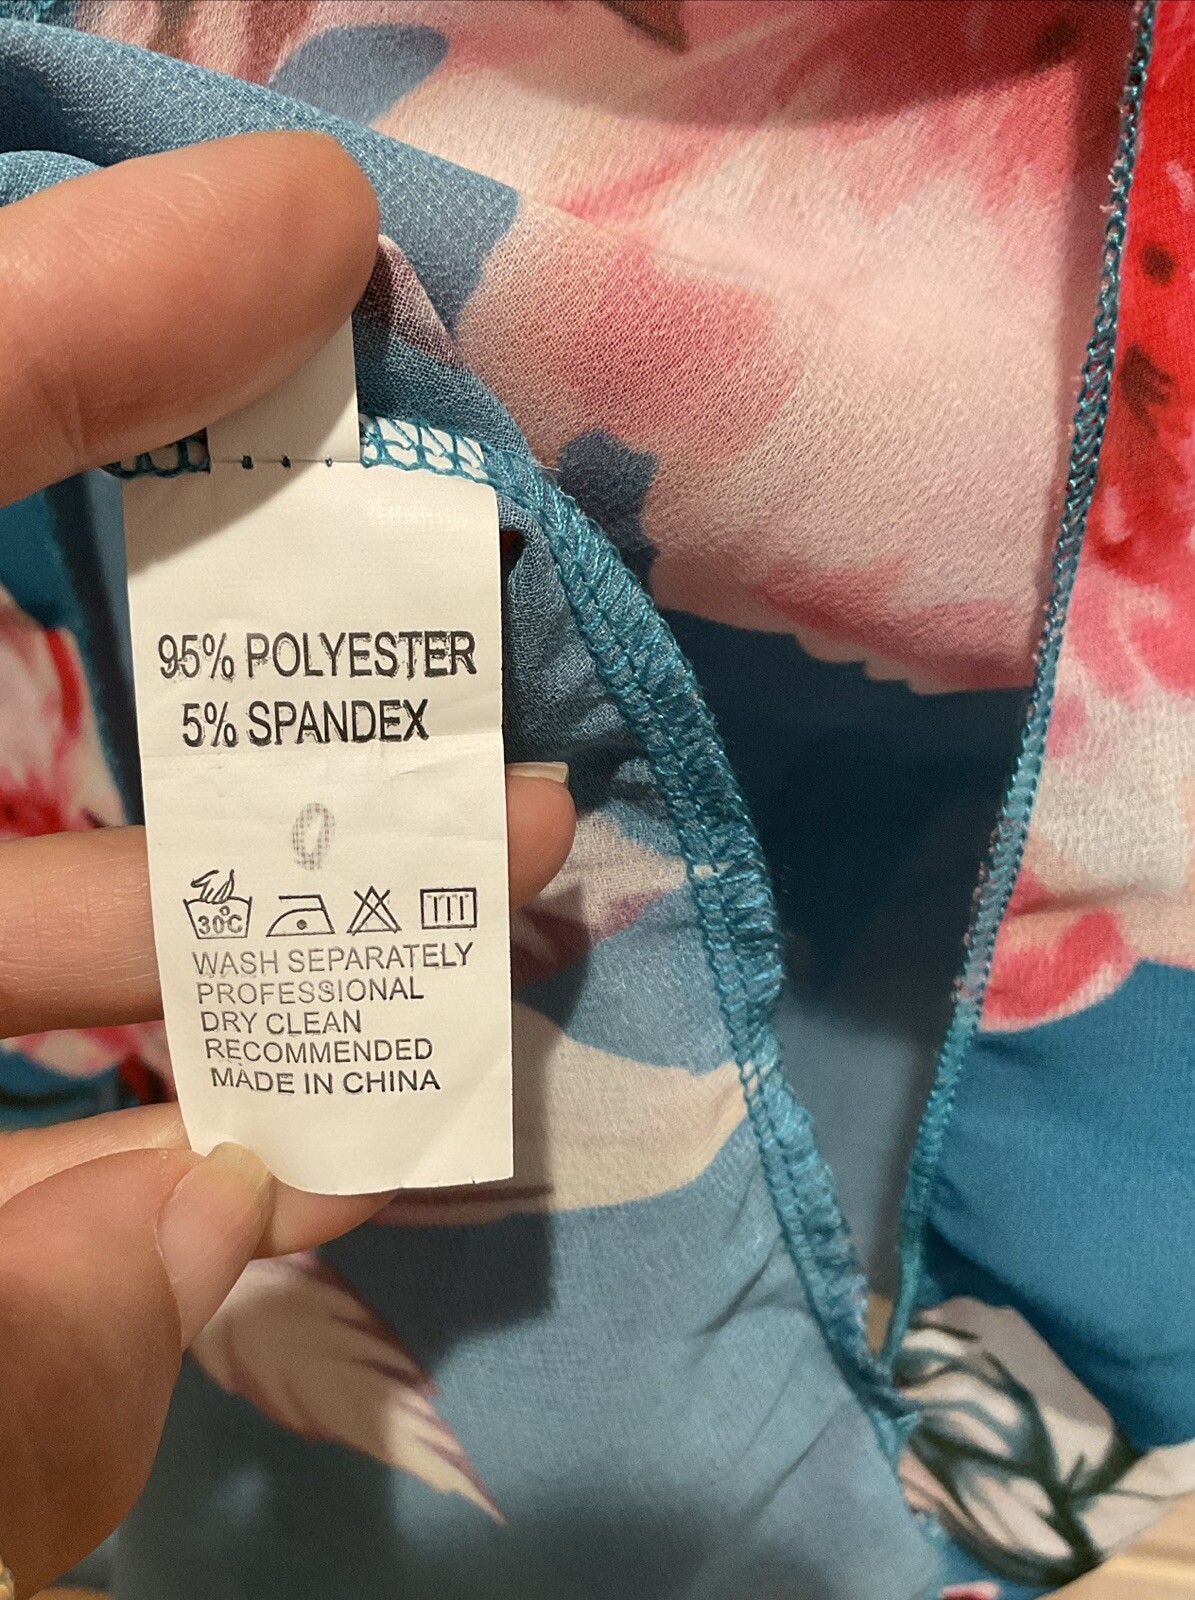 95% POLYESTER
5% SPANDEX
0
30°C
WASH SEPARATELY
PROFESSIONAL
DRY CLEAN
RECOMMENDED
MADE IN CHINA